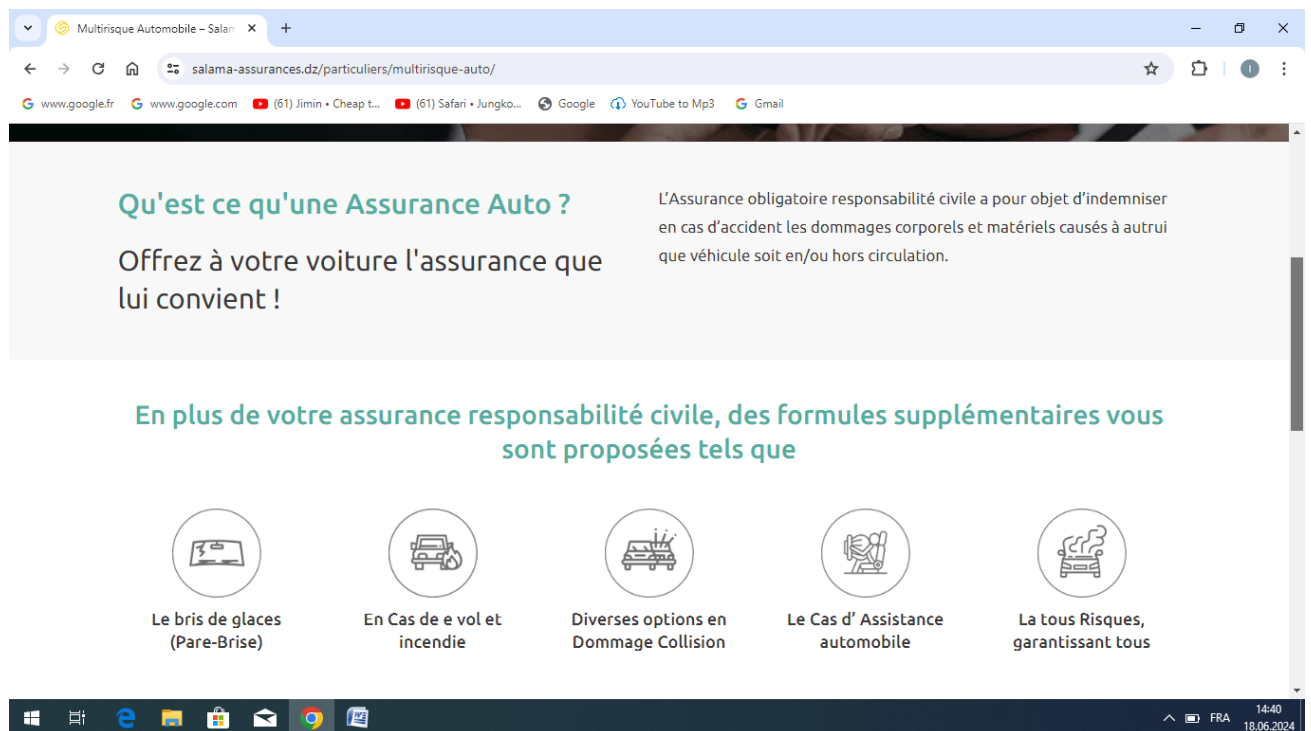 Multirisque Automobile – Salam
salama-assurances.dz/particuliers/multirisque-auto/
I
www.google.fr
www.google.com
(61) Jimin • Cheap t...
(61) Safari • Jungko...
Google
YouTube to Mp3
Gmail
Qu'est ce qu'une Assurance Auto ?
Offrez à votre voiture l'assurance que
lui convient !
L’Assurance obligatoire responsabilité civile a pour objet d’indemniser
en cas d’accident les dommages corporels et matériels causés à autrui
que véhicule soit en/ou hors circulation.
En plus de votre assurance responsabilité civile, des formules supplémentaires vous
sont proposées tels que
Le bris de glaces
(Pare-Brise)
En Cas de e vol et
incendie
Diverses options en
Dommage Collision
Le Cas d’ Assistance
automobile
La tous Risques,
garantissant tous
FRA
14:40
18.06.2024